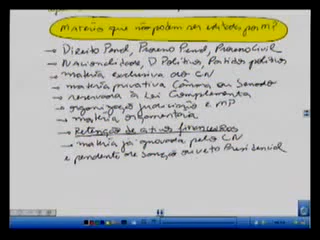 Matérias que não podem ser editadas por M?
→ Direito Penal, Processo Penal, Processo Civil
→ Nacionalidade, D Políticos, Partidos políticos
→ matéria exclusiva do CN
→ matéria privativa Câmara ou Senado
→ reservada à Lei Complementar
→ organização judiciário e MP
→ matéria orçamentária
→ Retenção de ativos financeiros
→ matéria já aprovada pelo CN
e pendente de sanção ou veto Presidencial